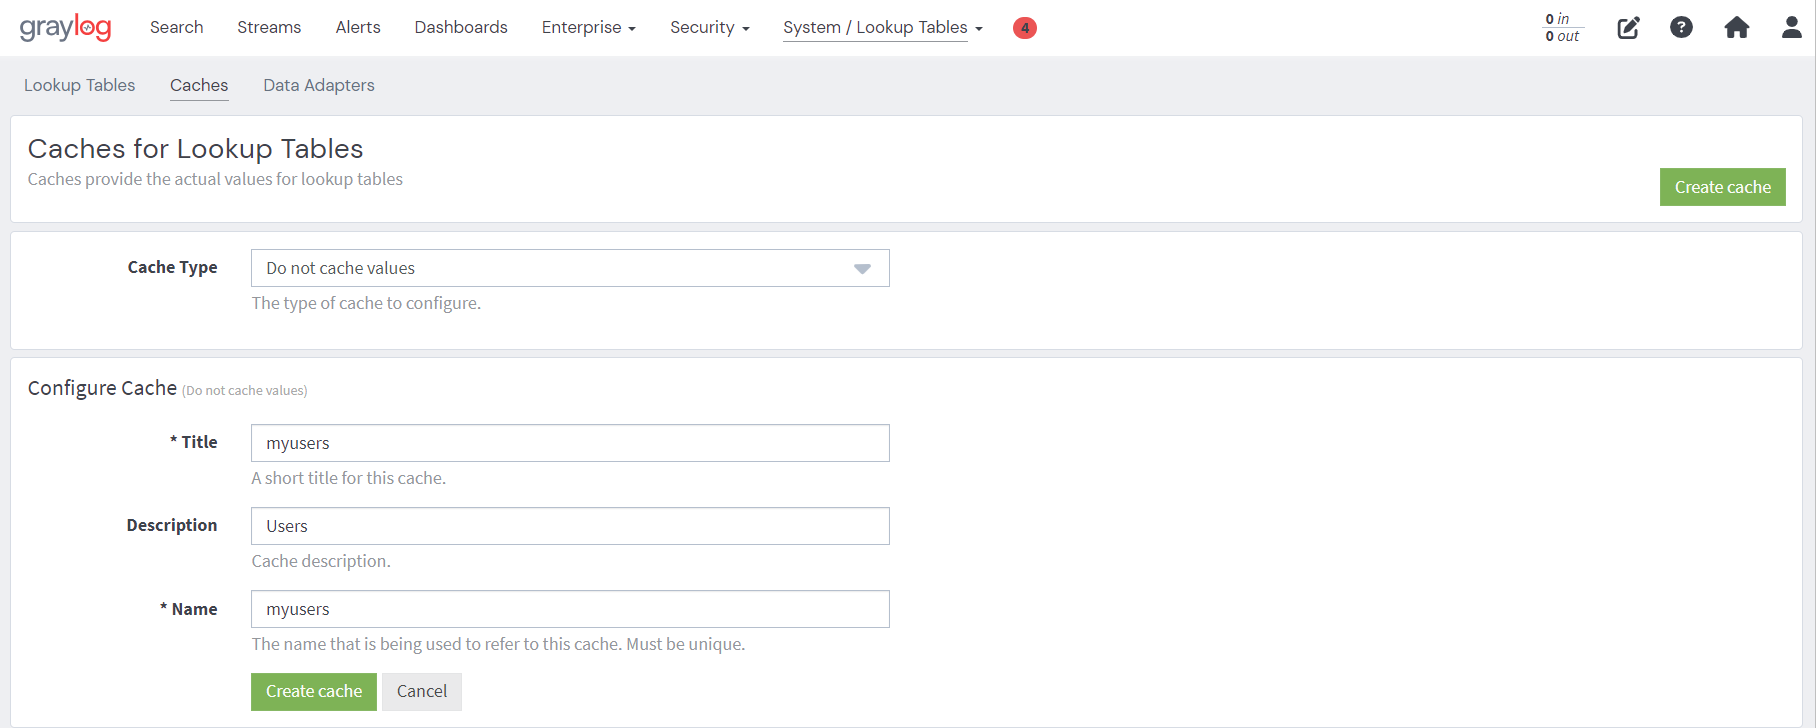 graylog Search Streams Alerts Dashboards Enterprise Security System / Lookup Tables 4 0 in
0 out
Lookup Tables Caches Data Adapters
Caches for Lookup Tables
Caches provide the actual values for lookup tables
Create cache
Cache Type Do not cache values
The type of cache to configure.
Configure Cache (Do not cache values)
* Title myusers
A short title for this cache.
Description Users
Cache description.
* Name myusers
The name that is being used to refer to this cache. Must be unique.
Create cache Cancel